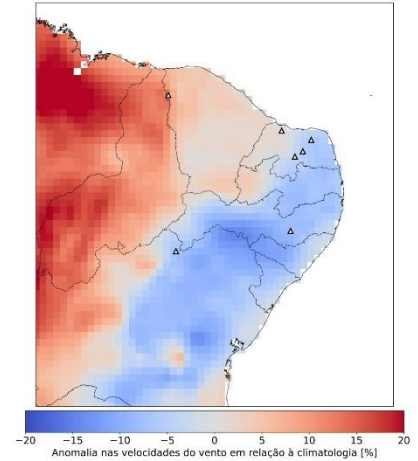 −20 −15 −10 −5 0 5 10 15 20
Anomalia nas velocidades do vento em relação à climatologia [%]